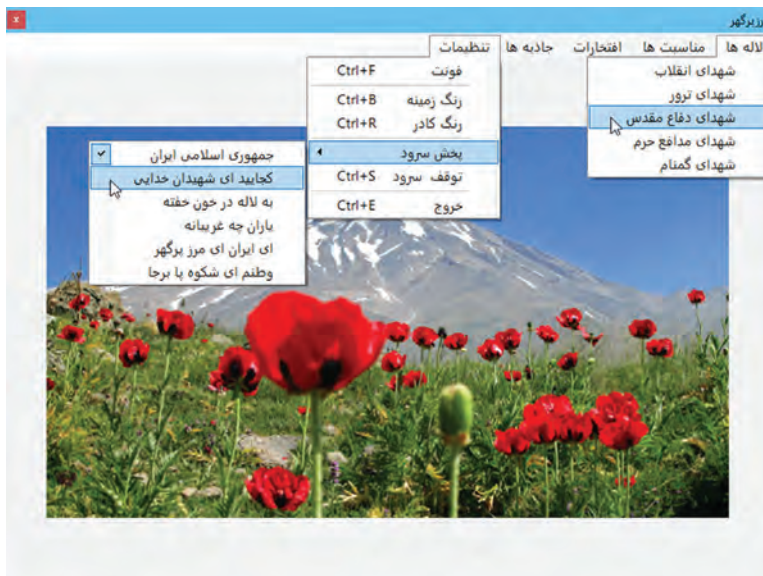 مرزپرگهر
x
لاله ها مناسبت ها افتخارات جاذبه ها تنظیمات
شهدای انقلاب
شهدای ترور
شهدای دفاع مقدس
شهدای مدافع حرم
شهدای گمنام
فونت Ctrl+F
رنگ زمینه Ctrl+B
رنگ کادر Ctrl+R
پخش سرود
توقف سرود Ctrl+S
خروج Ctrl+E
جمهوری اسلامی ایران
کجایید ای شهیدان خدایی
به لاله در خون خفته
یاران چه غریبانه
ای ایران ای مرز پرگهر
وطنم ای شکوه پا برجا